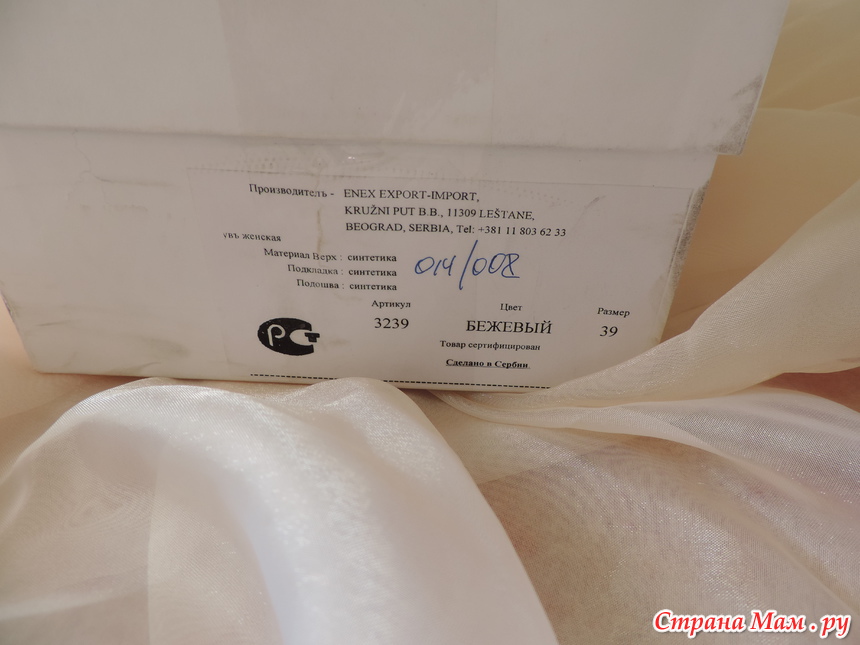 Производитель - ENEX EXPORT-IMPORT,
KRUŽNI PUT B.B., 11309 LEŠTANE,
BEOGRAD, SERBIA, Tel: +381 11 803 62 33
увь женская
Материал Верх : синтетика
Подкладка : синтетика
Подошва : синтетика
014/008
Артикул Цвет Размер
3239 БЕЖЕВЫЙ 39
РСТ
Товар сертифицирован
Сделано в Сербии
Страна Мам.ру